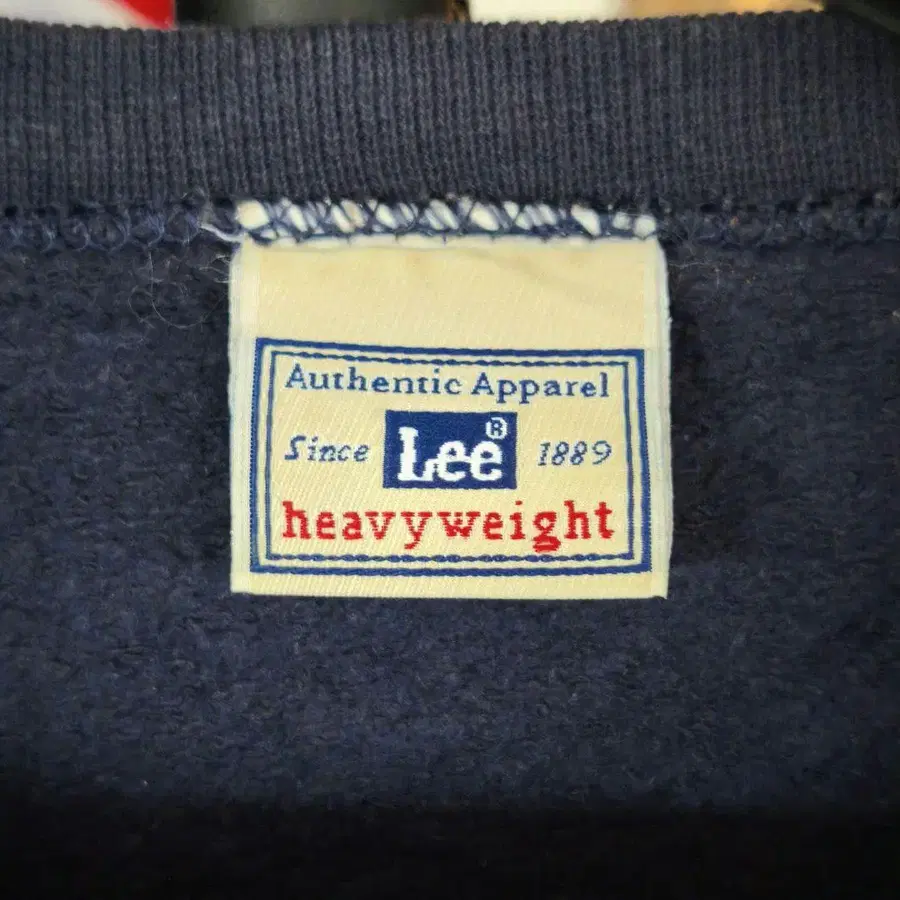 Authentic Apparel
Since Lee® 1889
heavyweight